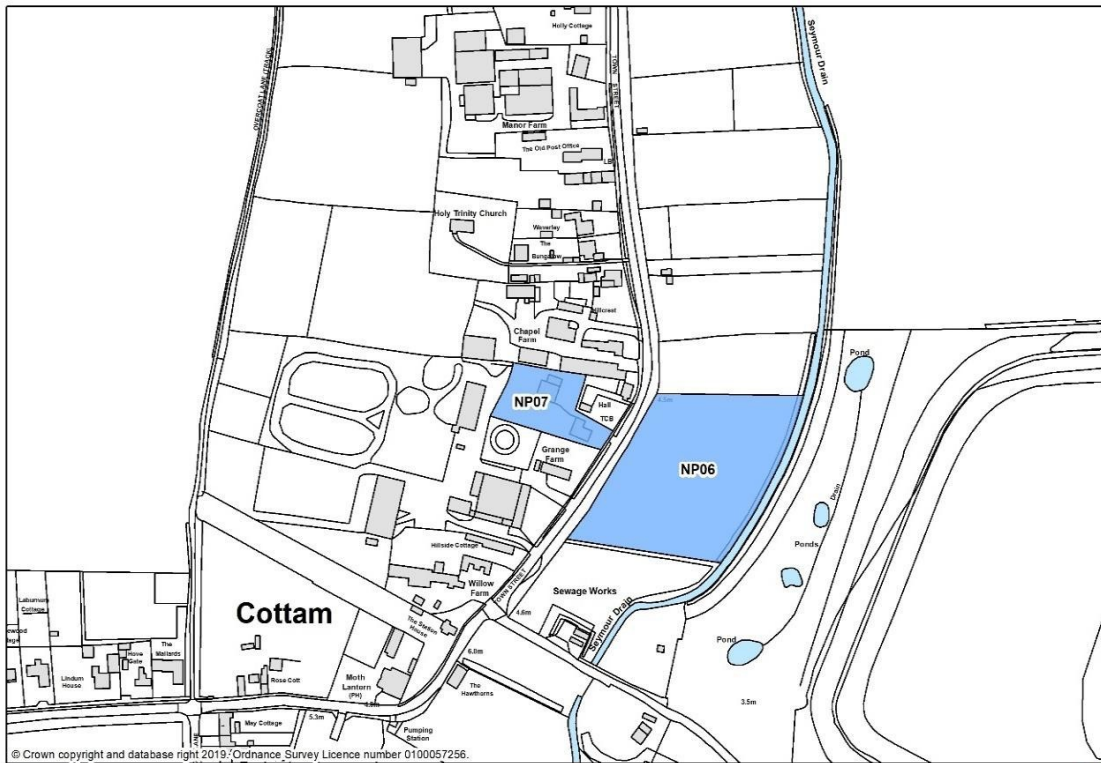 Holly Cottage
Seymour Drain
TOWN STREET
OVERCOAT LANE (TRACK)
Manor Farm
The Old Post Office
LB
Holy Trinity Church
Waverley
The
Bungalow
Hillcrest
Chapel
Farm
Pond
NP07
Hall
TCB
4.3m
Grange
Farm
NP06
Drain
Ponds
Hillside Cottage
Willow
Farm
TOWN STREET
Sewage Works
4.6m
Seymour Drain
Cottam
The Station
House
Laburnum
Cottage
The
Mallards
Hove
Gate
Lindum
House
Rose Cott
Moth
Lantern
(PH)
6.0m
The
Hawthorns
Pond
3.5m
May Cottage
5.3m
Pumping
Station
LANE
© Crown copyright and database right 2019. Ordnance Survey Licence number 0100057256.